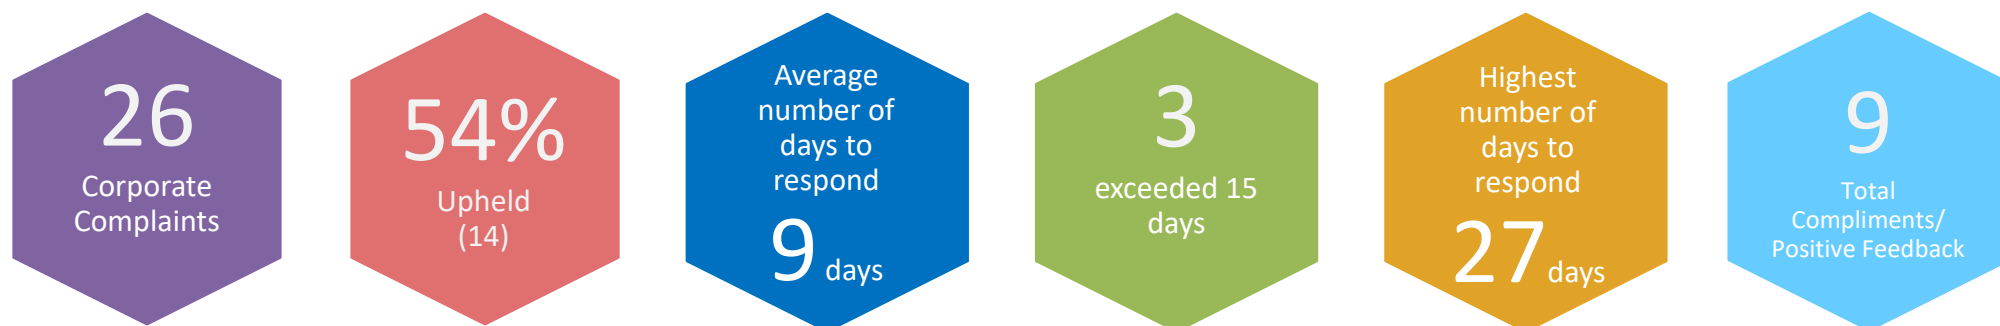 26
Corporate
Complaints
54%
Upheld
(14)
Average
number of
days to
respond
9 days
3
exceeded 15
days
Highest
number of
days to
respond
27 days
9
Total
Compliments/
Positive Feedback